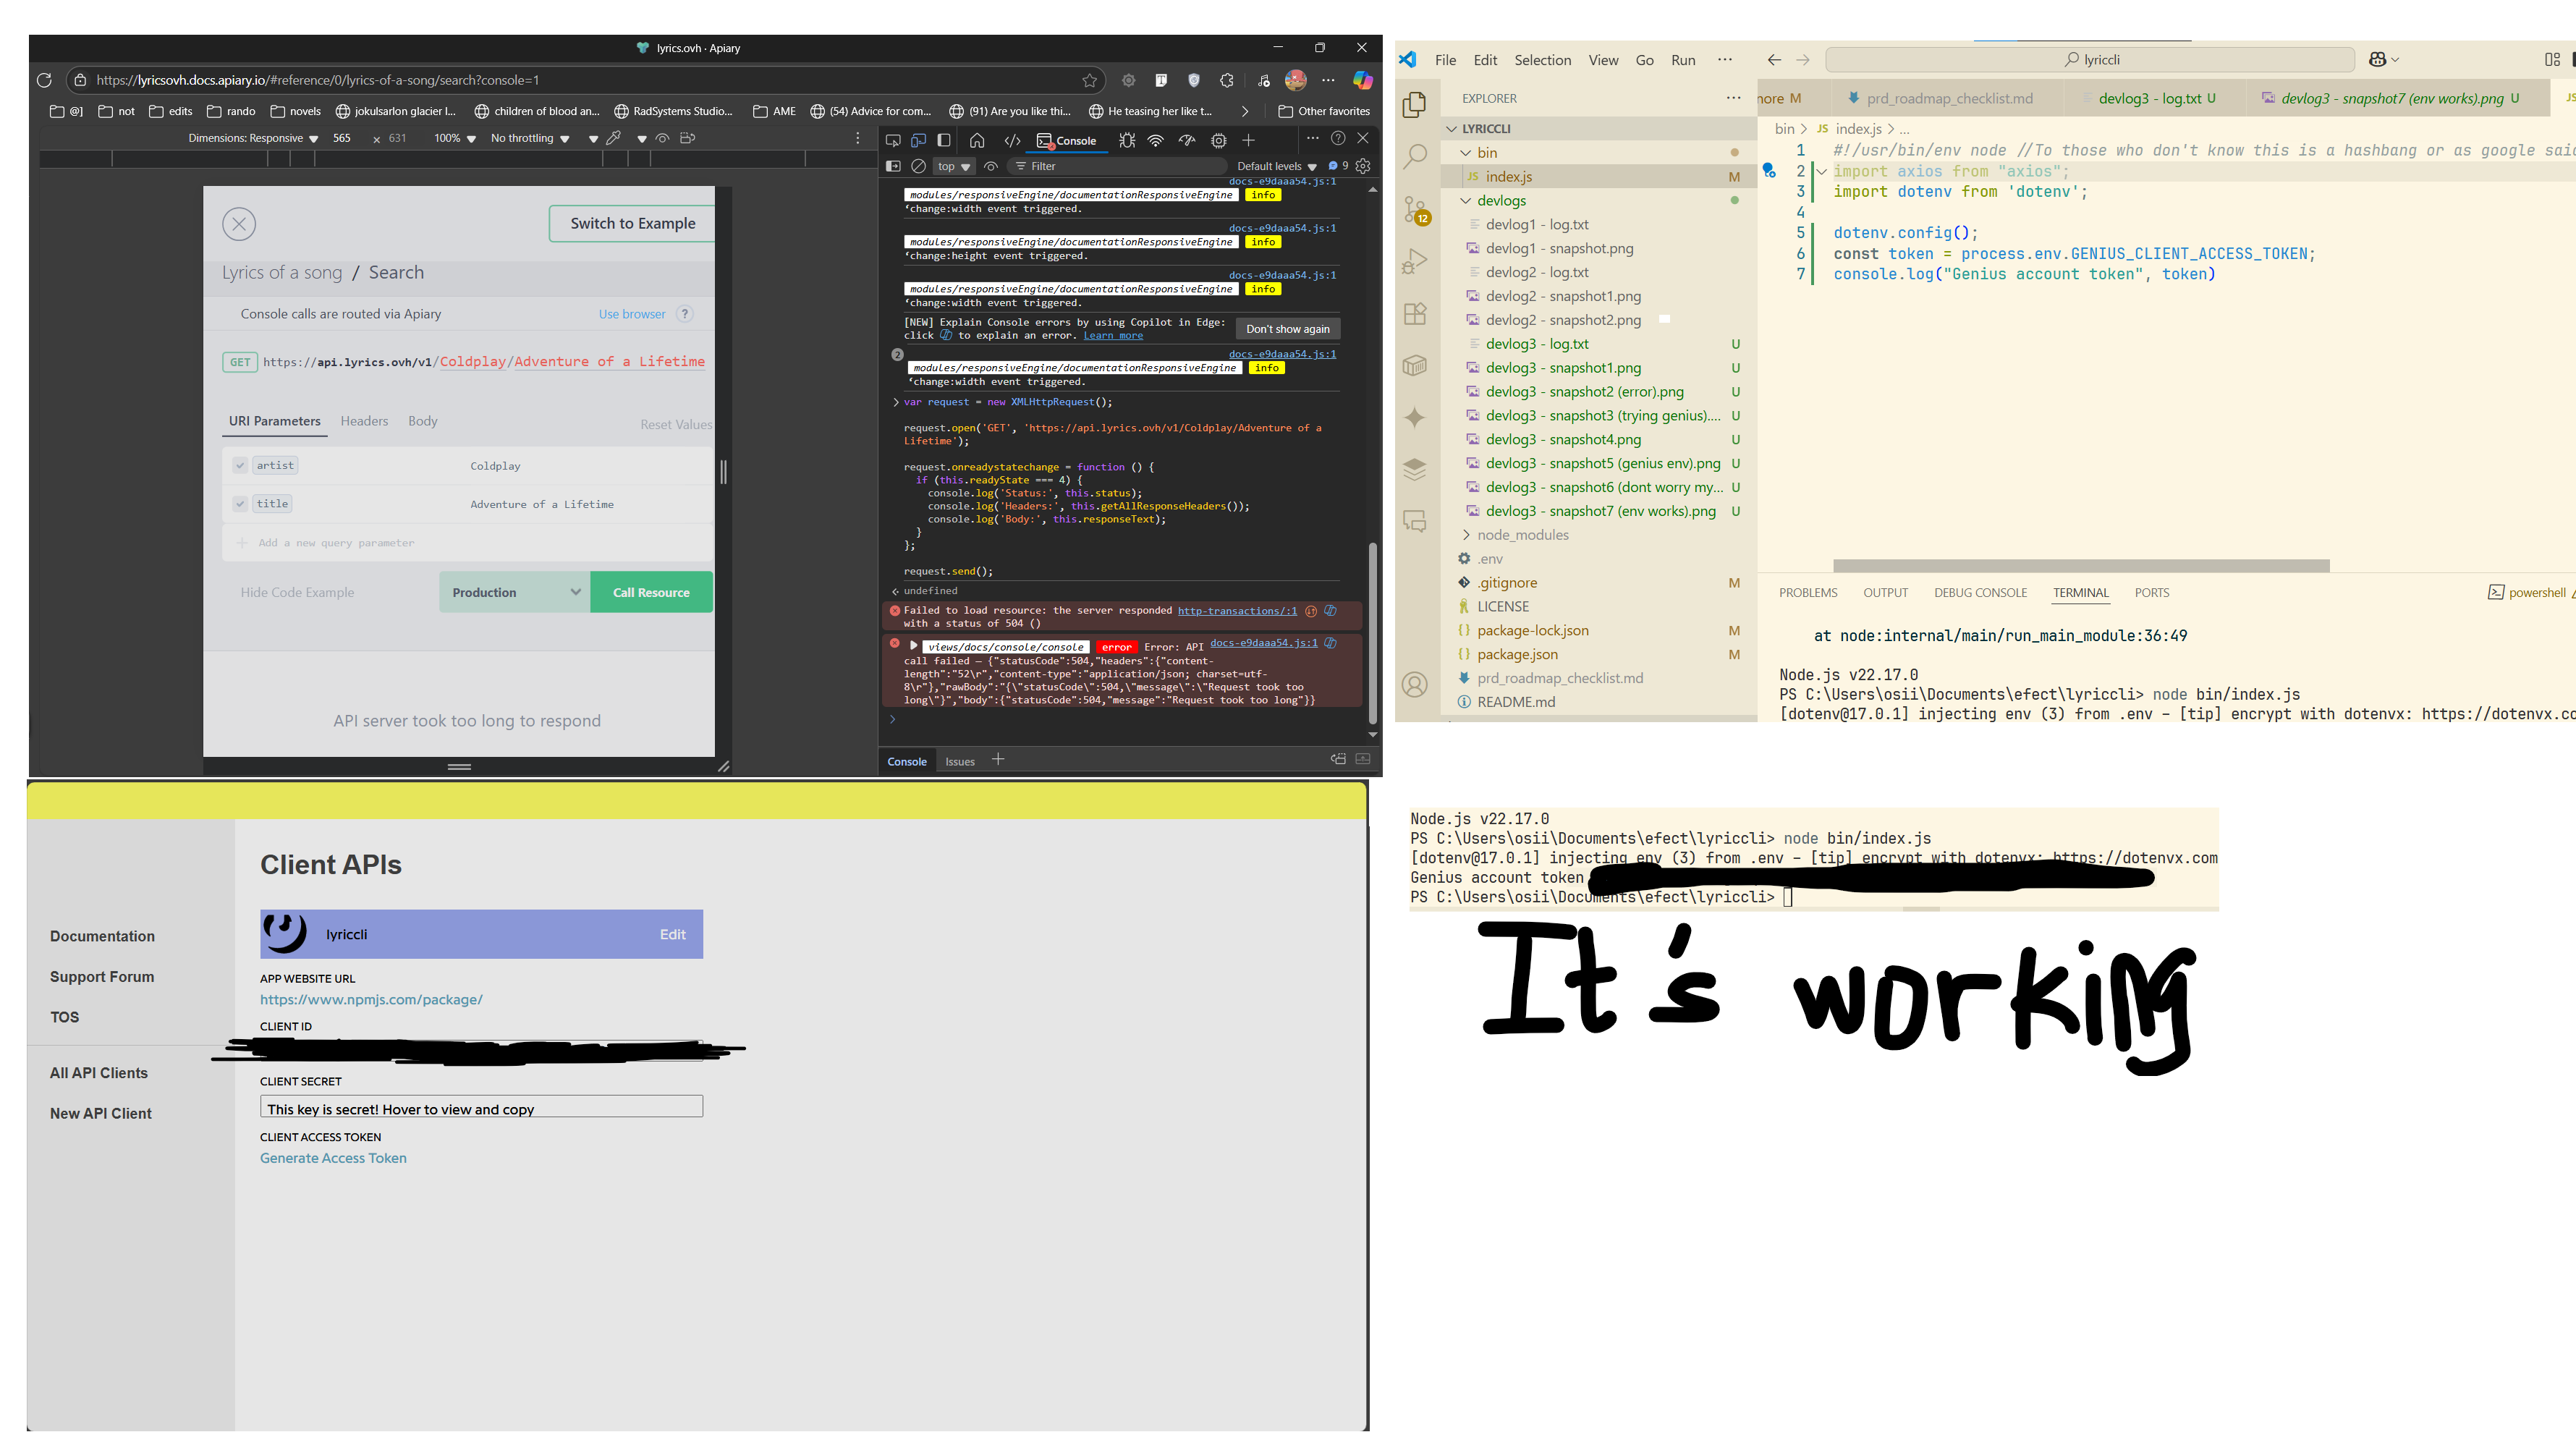 lyrics.ovh · Apiary
https://lyricsovh.docs.apiary.io/#reference/0/lyrics-of-a-song/search?console=1
@] not edits rando novels jokulsarlon glacier l... children of blood an... RadSystems Studio... AME (54) Advice for com... (91) Are you like thi... He teasing her like t... Other favorites
Dimensions: Responsive 565 × 631 100% No throttling
Switch to Example
Lyrics of a song / Search
Console calls are routed via Apiary Use browser ?
GET https://api.lyrics.ovh/v1/Coldplay/Adventure of a Lifetime
URI Parameters Headers Body Reset Values
artist Coldplay
title Adventure of a Lifetime
Add a new query parameter
Hide Code Example Production Call Resource
API server took too long to respond
Console
top Filter Default levels 9
docs-e9daaa54.js:1
modules/responsiveEngine/documentationResponsiveEngine info
‘change:width event triggered.
docs-e9daaa54.js:1
modules/responsiveEngine/documentationResponsiveEngine info
‘change:height event triggered.
docs-e9daaa54.js:1
modules/responsiveEngine/documentationResponsiveEngine info
‘change:width event triggered.
[NEW] Explain Console errors by using Copilot in Edge: Don't show again
click to explain an error. Learn more
2 docs-e9daaa54.js:1
modules/responsiveEngine/documentationResponsiveEngine info
‘change:width event triggered.
> var request = new XMLHttpRequest();
request.open('GET', 'https://api.lyrics.ovh/v1/Coldplay/Adventure of a
Lifetime');
request.onreadystatechange = function () {
if (this.readyState === 4) {
console.log('Status:', this.status);
console.log('Headers:', this.getAllResponseHeaders());
console.log('Body:', this.responseText);
}
};
request.send();
undefined
Failed to load resource: the server responded http-transactions/:1
with a status of 504 ()
views/docs/console/console error Error: API docs-e9daaa54.js:1
call failed – {"statusCode":504,"headers":{"content-
length":"52\r","content-type":"application/json; charset=utf-
8\r"},"rawBody":"{\"statusCode\":504,\"message\":\"Request took too
long\"}","body":{"statusCode":504,"message":"Request took too long"}}
>
Console Issues
File Edit Selection View Go Run ··· lyriccli
EXPLORER ···
LYRICCLI
bin
JS index.js M
devlogs
devlog1 - log.txt
devlog1 - snapshot.png
devlog2 - log.txt
devlog2 - snapshot1.png
devlog2 - snapshot2.png
devlog3 - log.txt U
devlog3 - snapshot1.png U
devlog3 - snapshot2 (error).png U
devlog3 - snapshot3 (trying genius).... U
devlog3 - snapshot4.png U
devlog3 - snapshot5 (genius env).png U
devlog3 - snapshot6 (dont worry my... U
devlog3 - snapshot7 (env works).png U
node_modules
.env
.gitignore M
LICENSE
package-lock.json M
package.json M
prd_roadmap_checklist.md
README.md
12
nore M prd_roadmap_checklist.md devlog3 - log.txt U devlog3 - snapshot7 (env works).png U JS
bin > JS index.js > ...
1 #!/usr/bin/env node //To those who don't know this is a hashbang or as google said
2 import axios from "axios";
3 import dotenv from 'dotenv';
4
5 dotenv.config();
6 const token = process.env.GENIUS_CLIENT_ACCESS_TOKEN;
7 console.log("Genius account token", token)
PROBLEMS OUTPUT DEBUG CONSOLE TERMINAL PORTS powershell
at node:internal/main/run_main_module:36:49
Node.js v22.17.0
PS C:\Users\osii\Documents\efect\lyriccli> node bin/index.js
[dotenv@17.0.1] injecting env (3) from .env – [tip] encrypt with dotenvx: https://dotenvx.co
Client APIs
lyriccli Edit
APP WEBSITE URL
https://www.npmjs.com/package/
CLIENT ID
CLIENT SECRET
This key is secret! Hover to view and copy
CLIENT ACCESS TOKEN
Generate Access Token
Documentation
Support Forum
TOS
All API Clients
New API Client
Node.js v22.17.0
PS C:\Users\osii\Documents\efect\lyriccli> node bin/index.js
[dotenv@17.0.1] injecting env (3) from .env – [tip] encrypt with dotenvx: https://dotenvx.com
Genius account token
PS C:\Users\osii\Documents\efect\lyriccli>
It's working